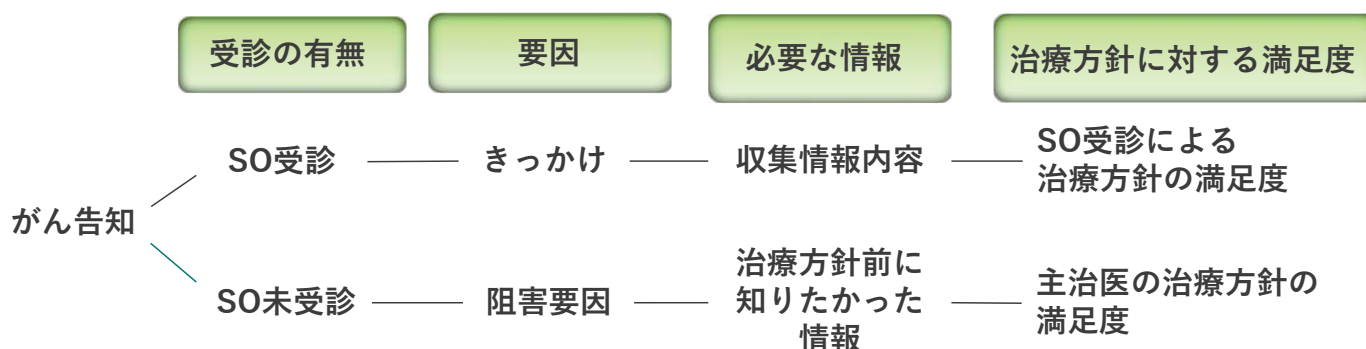 受診の有無
要因
必要な情報
治療方針に対する満足度
がん告知
SO受診
きっかけ
収集情報内容
SO受診による
治療方針の満足度
SO未受診
阻害要因
治療方針前に
知りたかった
情報
主治医の治療方針の
満足度